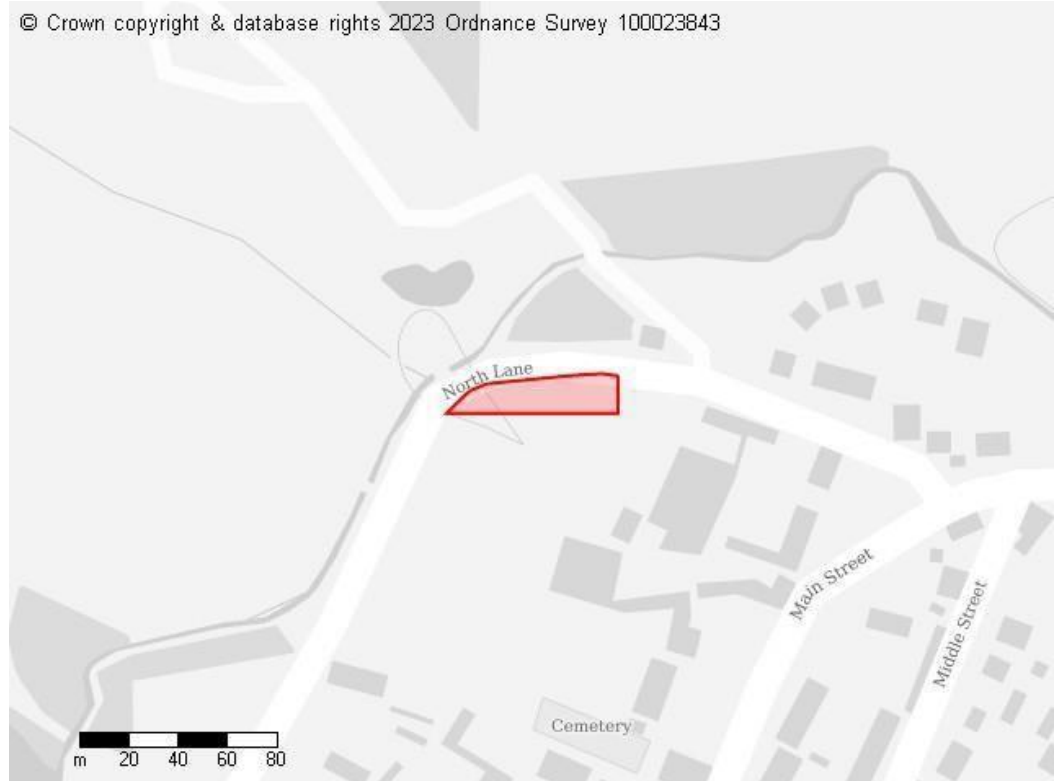 © Crown copyright & database rights 2023 Ordnance Survey 100023843
North Lane
Main Street
Middle Street
Cemetery
m 20 40 60 80